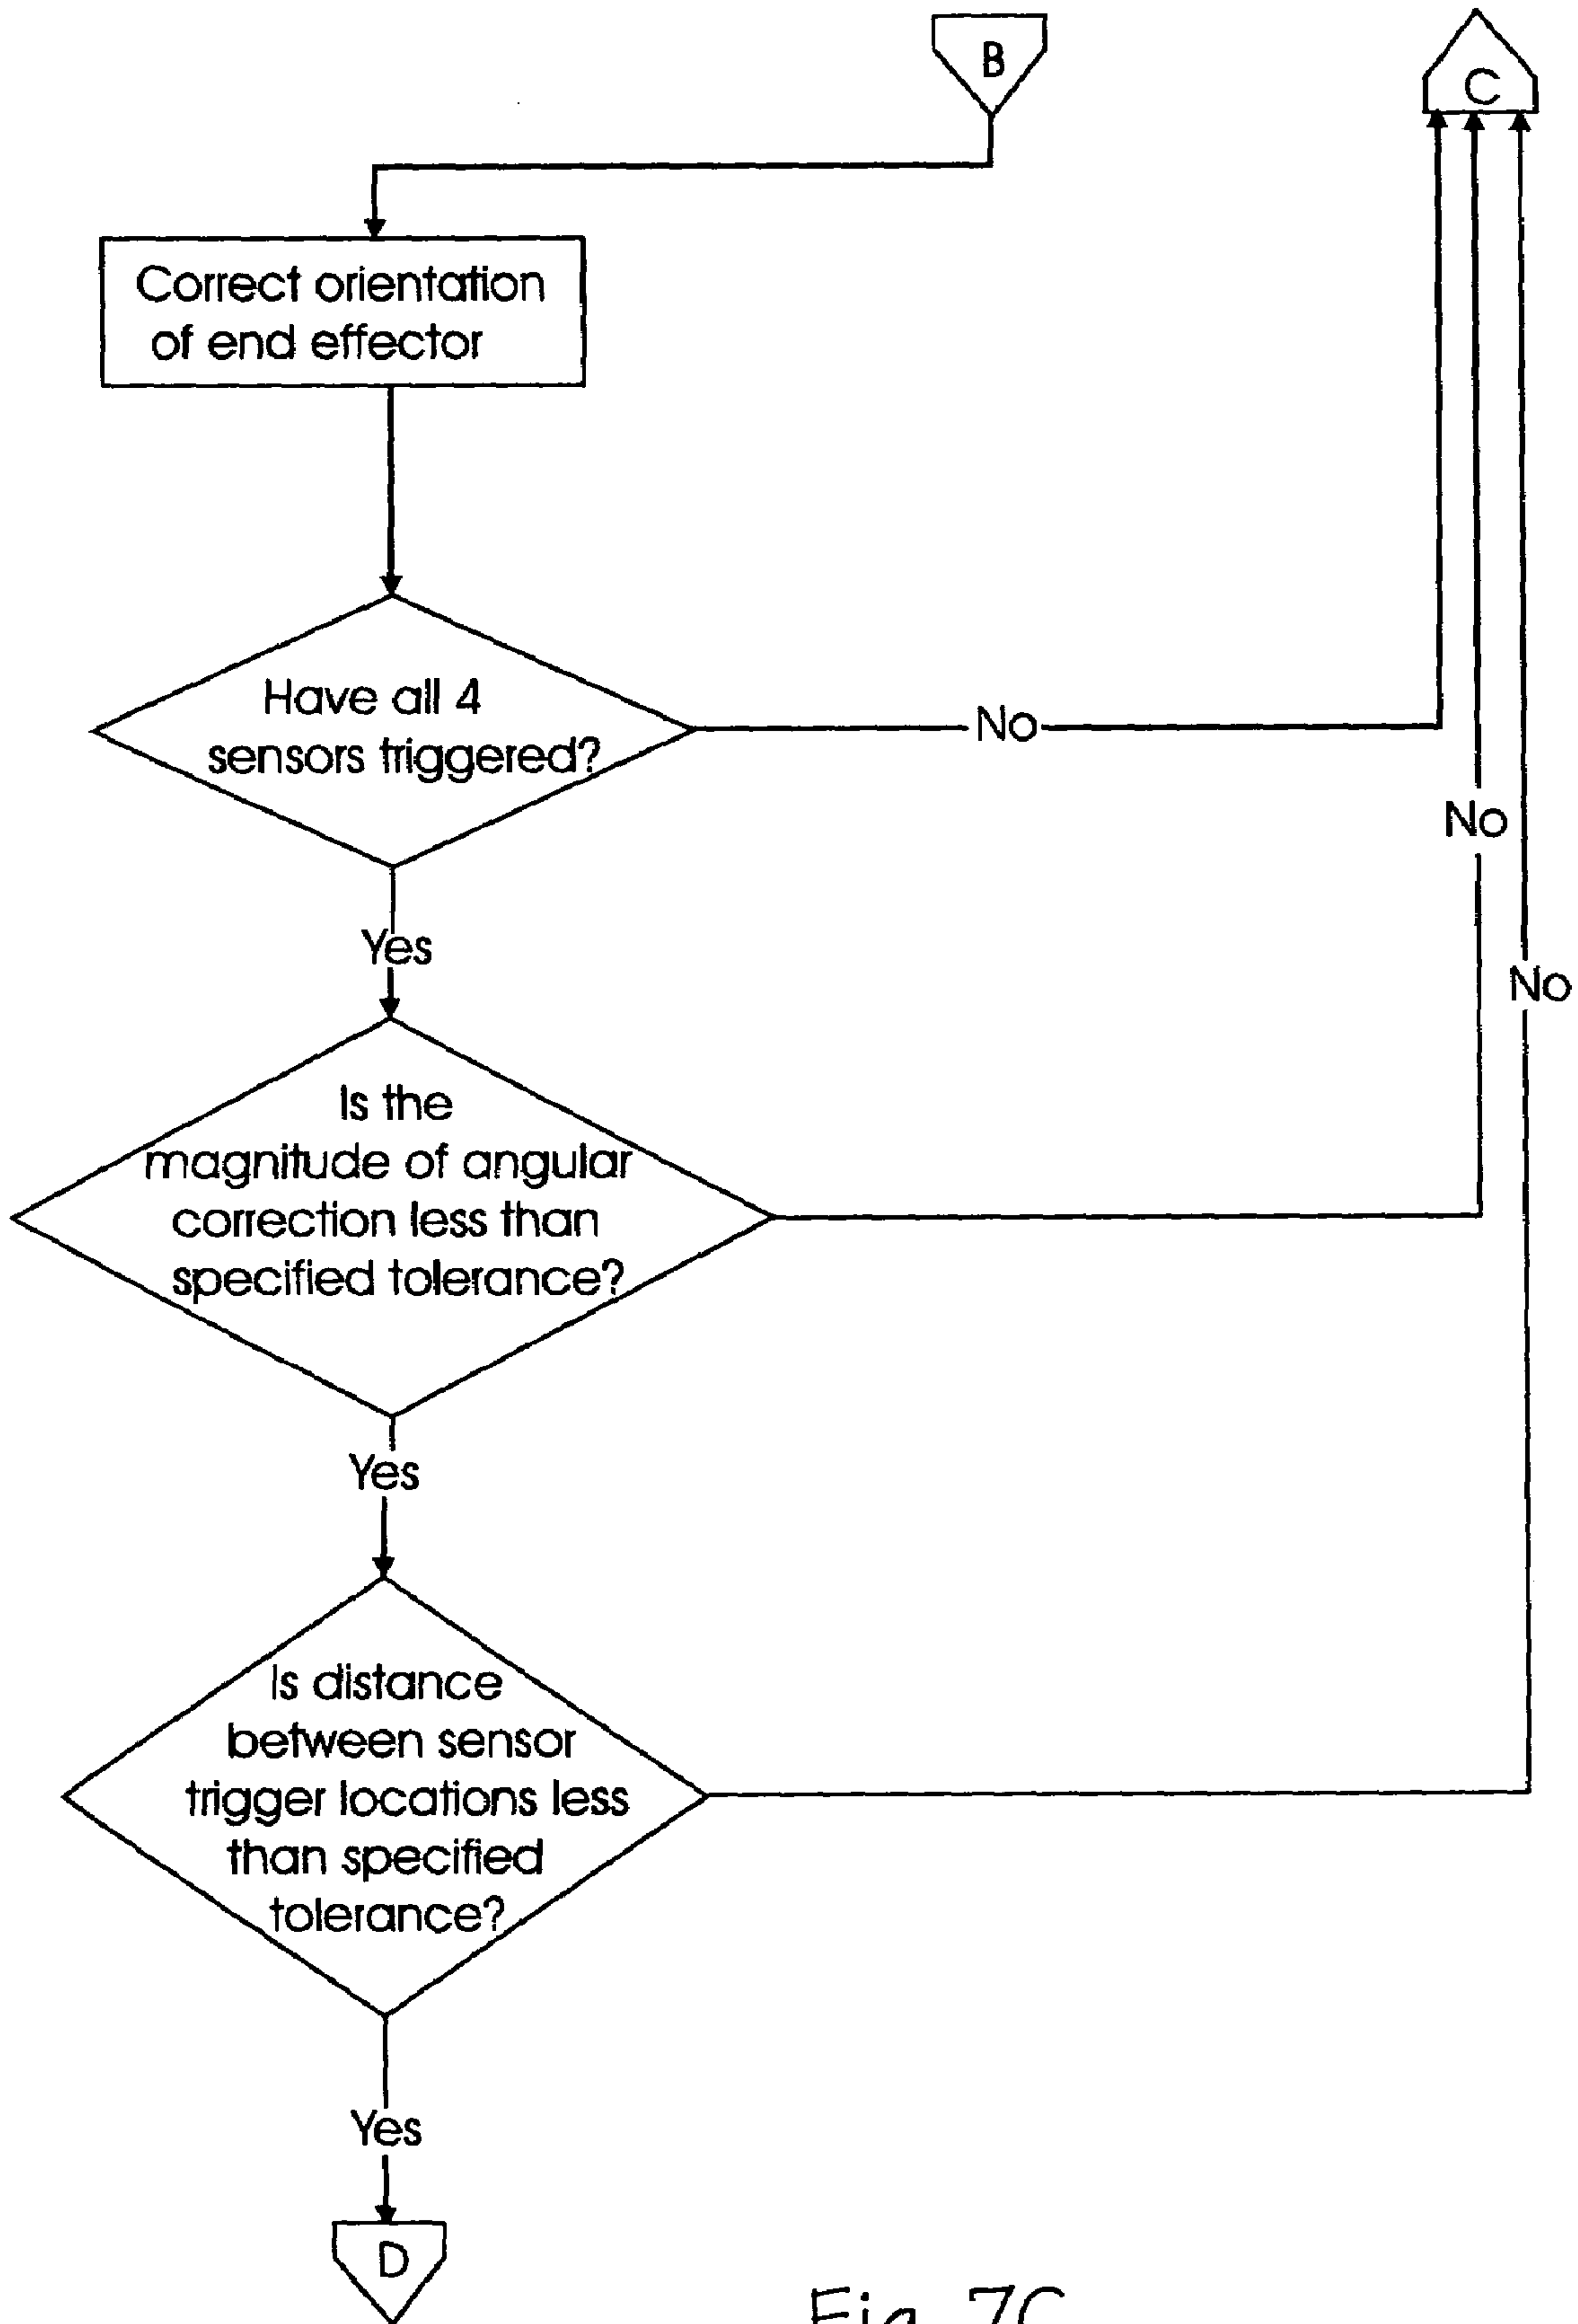 B
C
Correct orientation
of end effector
Have all 4
sensors triggered?
No
No
Yes
No
Is the
magnitude of angular
correction less than
specified tolerance?
Yes
Is distance
between sensor
trigger locations less
than specified
tolerance?
Yes
D
Fig. 7C